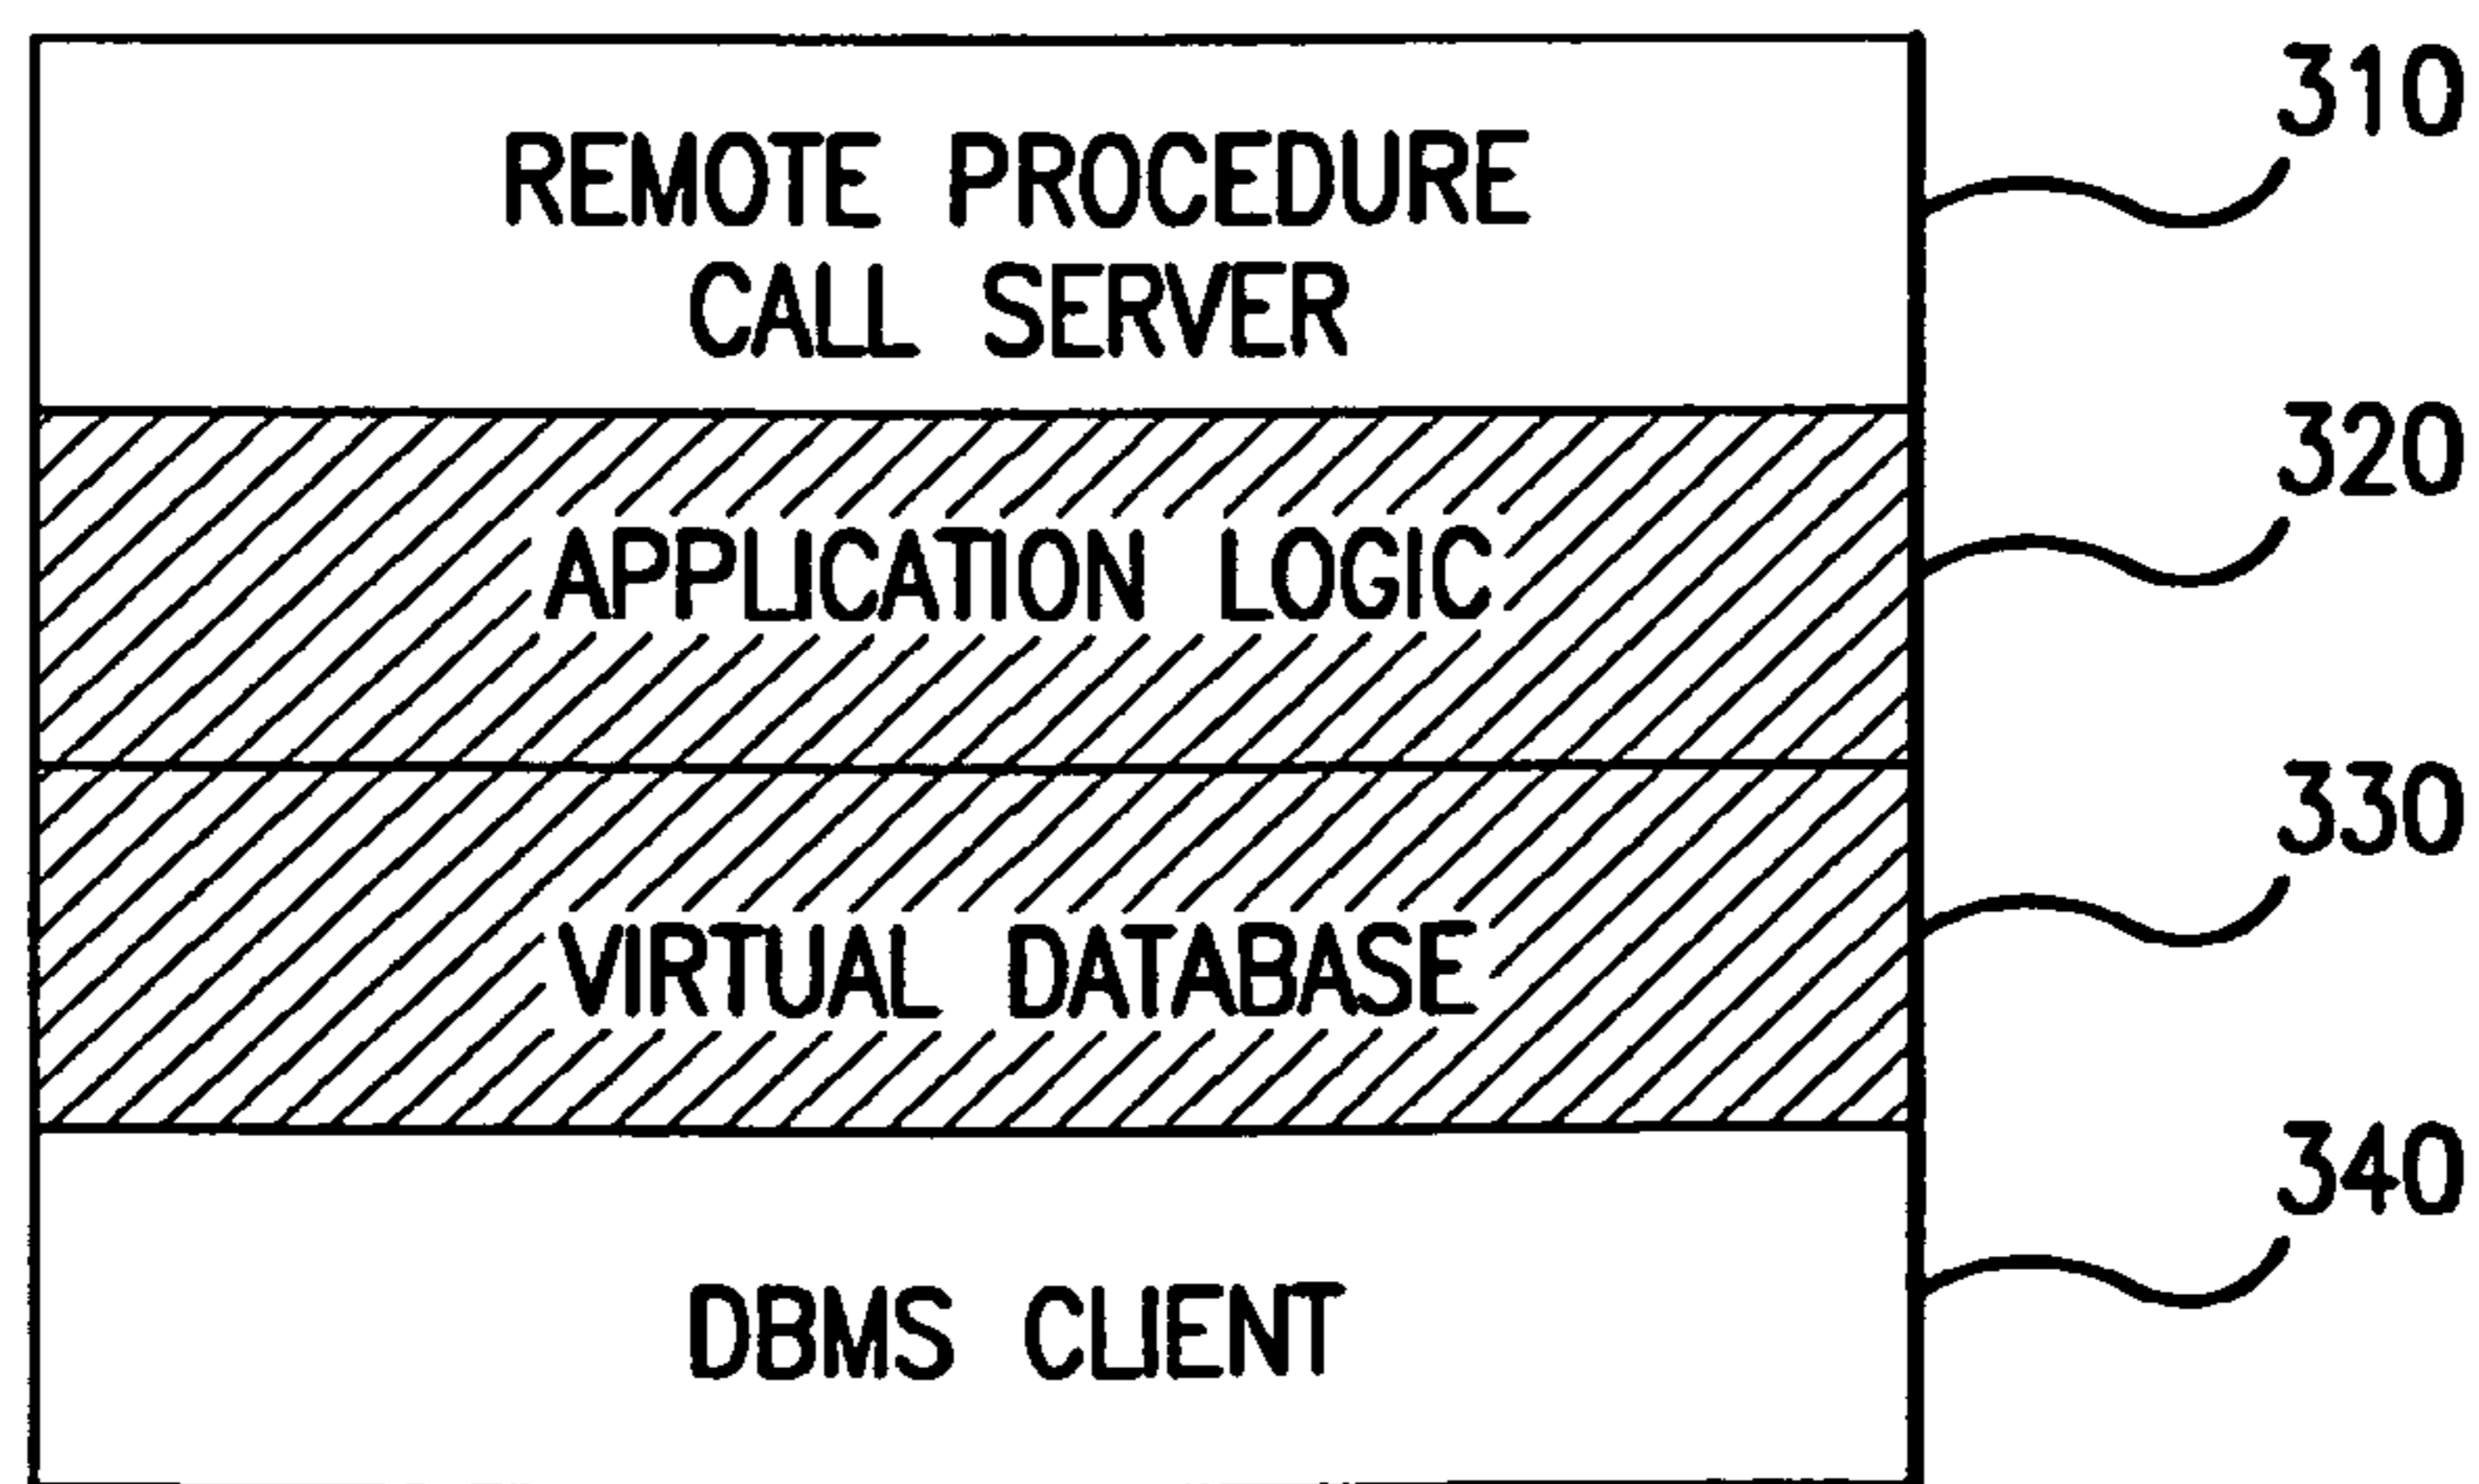 310
REMOTE PROCEDURE
CALL SERVER
320
APPLICATION LOGIC
330
VIRTUAL DATABASE
340
DBMS CLIENT